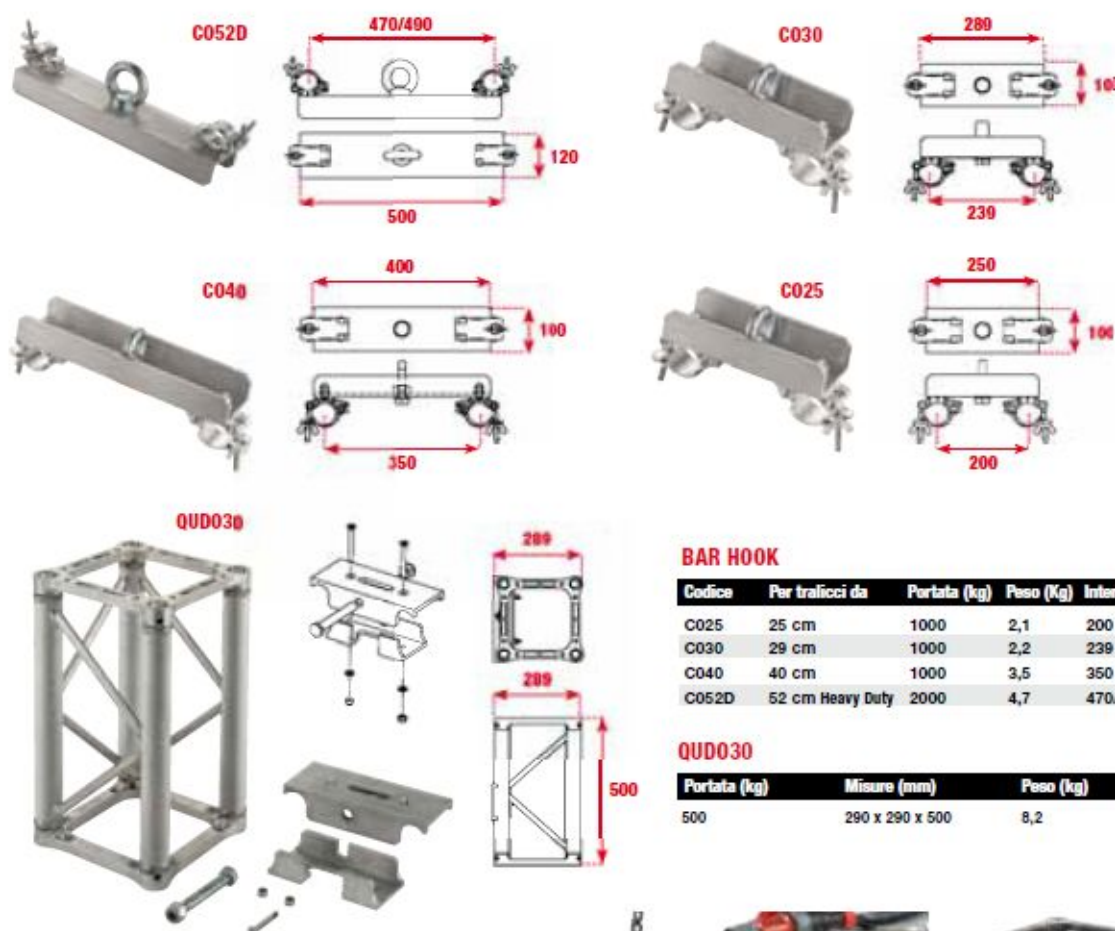 C052D
470/490
120
500
C030
289
239
C040
400
100
350
C025
250
100
200
QUD030
289
289
500
BAR HOOK
Codice Per tralicci da Portata (kg) Peso (Kg)
C025 25 cm 1000 2,1 200
C030 29 cm 1000 2,2 239
C040 40 cm 1000 3,5 350
C052D 52 cm Heavy Duty 2000 4,7 470
QUD030
Portata (kg) Misure (mm) Peso (kg)
500 290 x 290 x 500 8,2